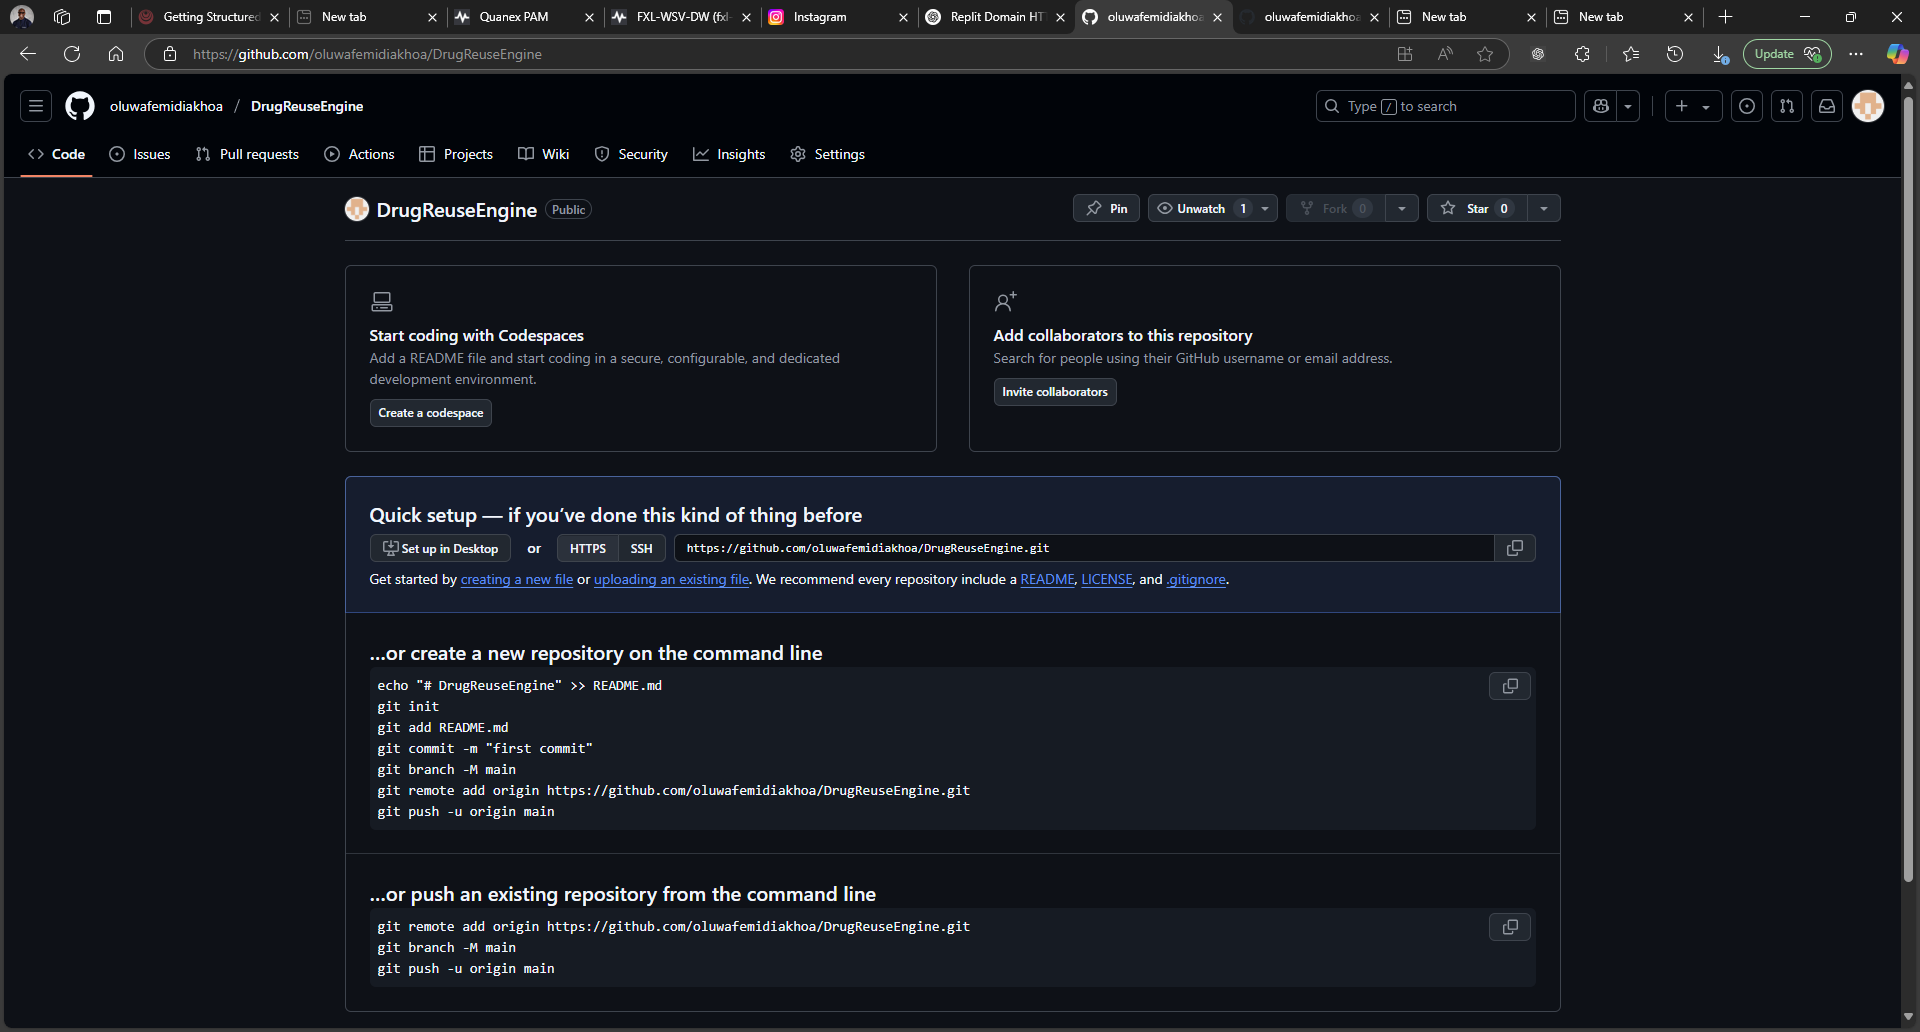 Getting Structured
New tab
Quanex PAM
FXL-WSV-DW (fxl-
Instagram
Replit Domain HT
oluwafemidiakhoa
oluwafemidiakhoa
New tab
New tab
https://github.com/oluwafemidiakhoa/DrugReuseEngine
Update
oluwafemidiakhoa / DrugReuseEngine
Type / to search
Code
Issues
Pull requests
Actions
Projects
Wiki
Security
Insights
Settings
DrugReuseEngine Public
Pin
Unwatch 1
Fork 0
Star 0
Start coding with Codespaces
Add a README file and start coding in a secure, configurable, and dedicated
development environment.
Create a codespace
Add collaborators to this repository
Search for people using their GitHub username or email address.
Invite collaborators
Quick setup — if you’ve done this kind of thing before
Set up in Desktop or HTTPS SSH https://github.com/oluwafemidiakhoa/DrugReuseEngine.git
Get started by creating a new file or uploading an existing file. We recommend every repository include a README, LICENSE, and .gitignore.
…or create a new repository on the command line
echo "# DrugReuseEngine" >> README.md
git init
git add README.md
git commit -m "first commit"
git branch -M main
git remote add origin https://github.com/oluwafemidiakhoa/DrugReuseEngine.git
git push -u origin main
…or push an existing repository from the command line
git remote add origin https://github.com/oluwafemidiakhoa/DrugReuseEngine.git
git branch -M main
git push -u origin main